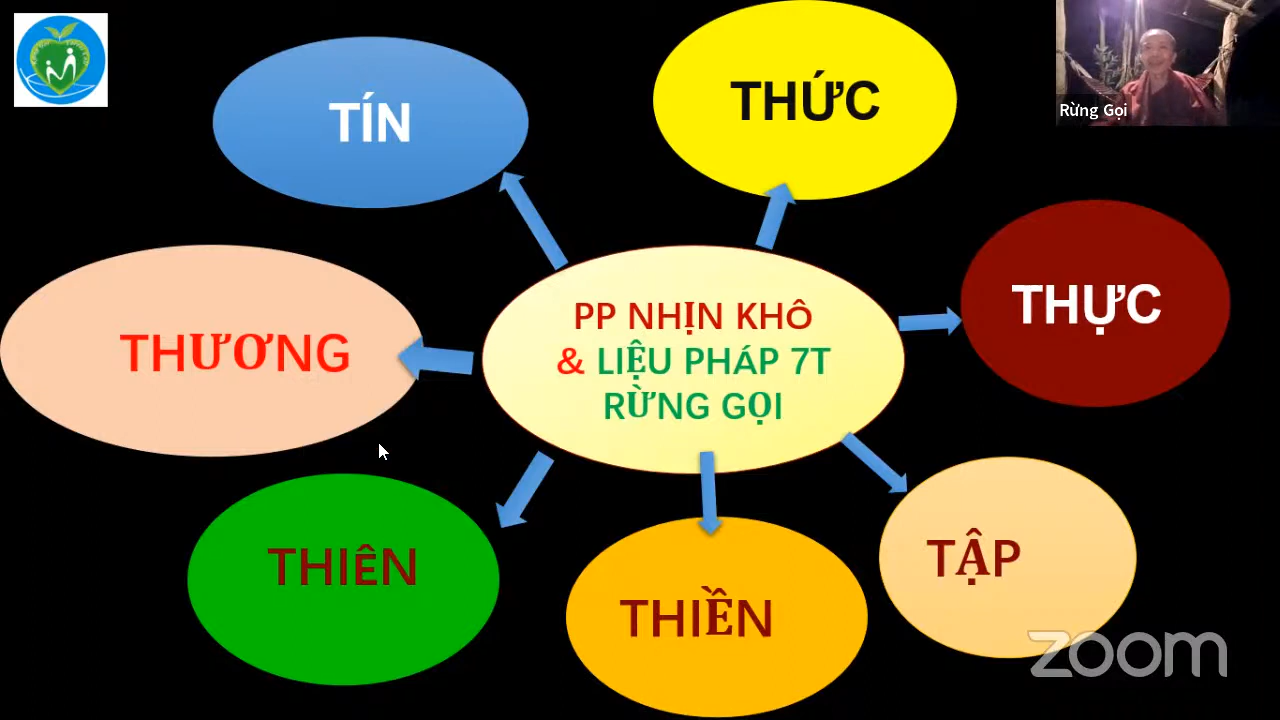 TÍN
THỨC
Rừng Gọi
THỰC
PP NHỊN KHÔ
& LIỆU PHÁP 7T
RỪNG GỌI
THƯƠNG
THIÊN
THIỀN
TẬP
zoom